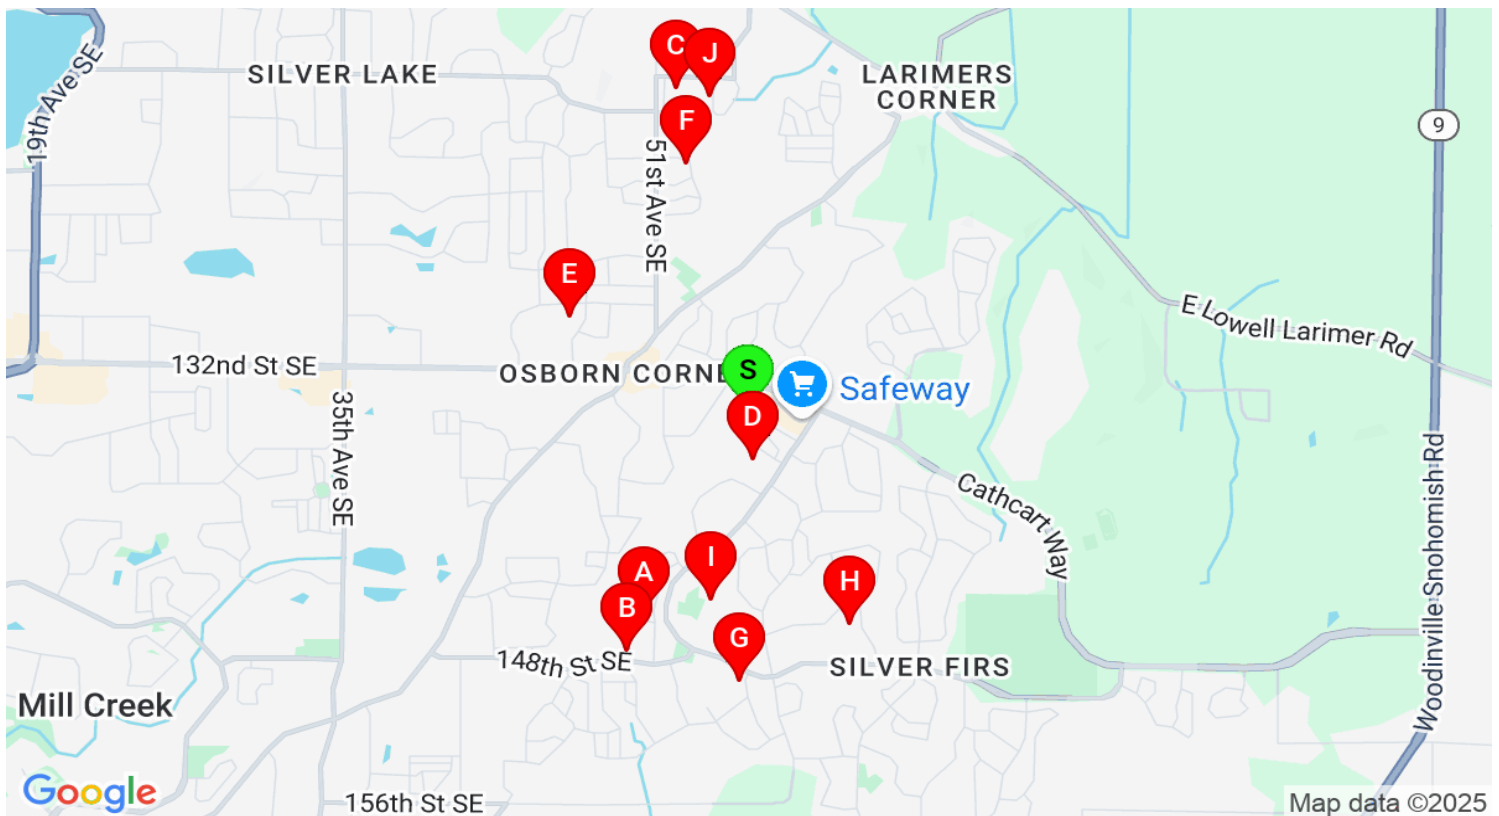 C
J
SILVER LAKE
LARIMERS
CORNER
19th Ave SE
F
9
51st Ave SE
E
E Lowell Larimer Rd
132nd St SE
OSBORN CORNE
S
Safeway
D
35th Ave SE
Cathcart Way
Woodinville Snohomish Rd
I
A
H
B
G
148th St SE
SILVER FIRS
Mill Creek
Google
156th St SE
Map data ©2025